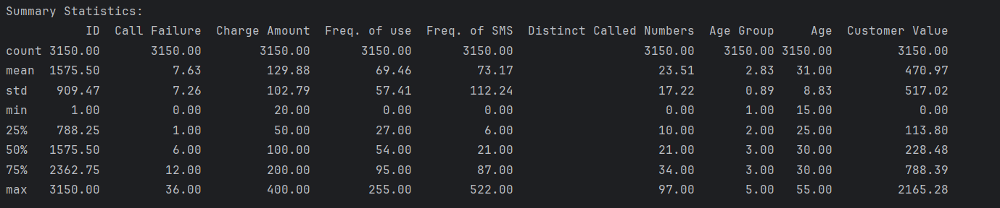 Summary Statistics:
ID Call Failure Charge Amount Freq. of use Freq. of SMS Distinct Called Numbers Age Group Age Customer Value
count 3150.00 3150.00 3150.00 3150.00 3150.00 3150.00 3150.00 3150.00 3150.00
mean 1575.50 7.63 129.88 69.46 73.17 23.51 2.83 31.00 470.97
std 909.47 7.26 102.79 57.41 112.24 17.22 0.89 8.83 517.02
min 1.00 0.00 20.00 0.00 0.00 0.00 1.00 15.00 0.00
25% 788.25 1.00 50.00 27.00 6.00 10.00 2.00 25.00 113.80
50% 1575.50 6.00 100.00 54.00 21.00 21.00 3.00 30.00 228.48
75% 2362.75 12.00 200.00 95.00 87.00 34.00 3.00 30.00 788.39
max 3150.00 36.00 400.00 255.00 522.00 97.00 5.00 55.00 2165.28